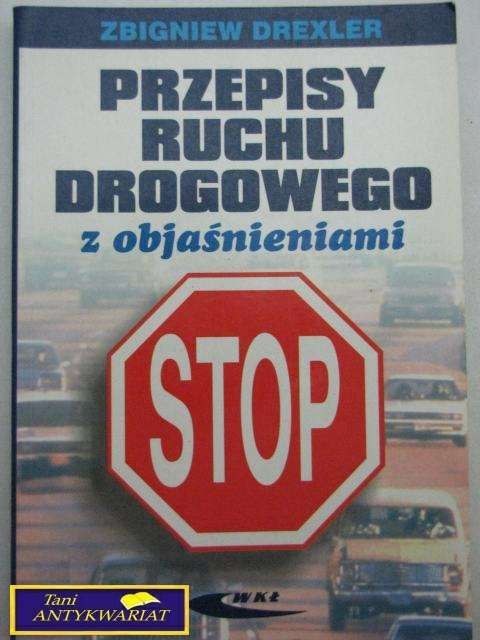 ZBIGNIEW DREXLER
PRZEPISY
RUCHU
DROGOWEGO
z objaśnieniami
STOP
WKŁ
Tani
ANTYKWARIAT